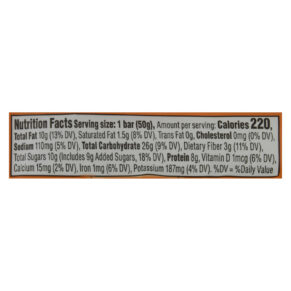 Nutrition Facts Serving size: 1 bar (50g), Amount per serving: Calories 220,
Total Fat 10g (13% DV), Saturated Fat 1.5g (8% DV), Trans Fat 0g, Cholesterol 0mg (0% DV),
Sodium 110mg (5% DV), Total Carbohydrate 26g (9% DV), Dietary Fiber 3g (11% DV),
Total Sugars 10g (Includes 9g Added Sugars, 18% DV), Protein 8g, Vitamin D 1mcg (6% DV),
Calcium 15mg (2% DV), Iron 1mg (6% DV), Potassium 187mg (4% DV). %DV = %Daily Value